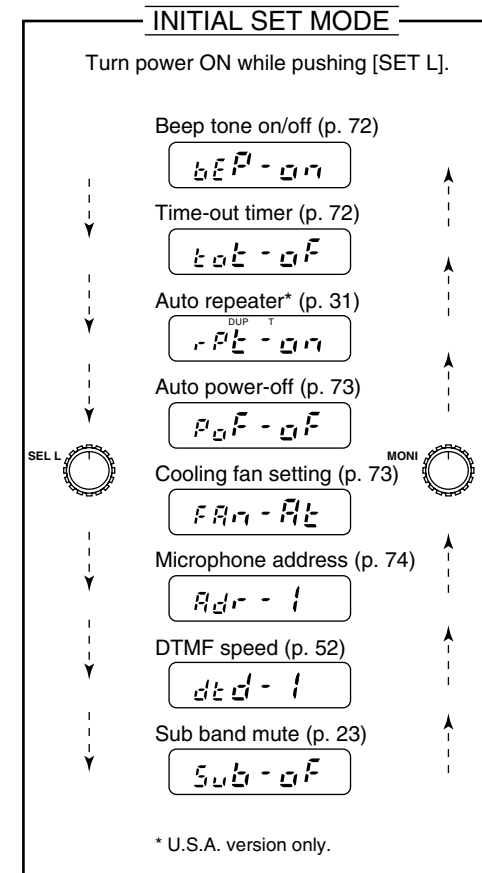 INITIAL SET MODE
Turn power ON while pushing [SET L].
Beep tone on/off (p. 72)
bEP-on
Time-out timer (p. 72)
tot-oF
Auto repeater* (p. 31)
DUP T
rPt-on
Auto power-off (p. 73)
PoF-oF
SEL L
MONI
Cooling fan setting (p. 73)
FAn-At
Microphone address (p. 74)
Adr-1
DTMF speed (p. 52)
dtd-1
Sub band mute (p. 23)
Sub-oF
* U.S.A. version only.